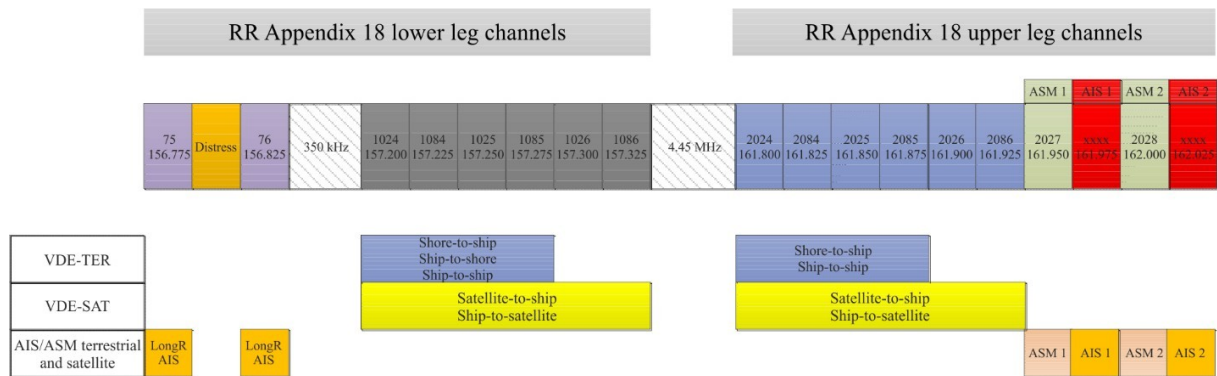 RR Appendix 18 lower leg channels
RR Appendix 18 upper leg channels
ASM 1
AIS 1
ASM 2
AIS 2
75
156.775
Distress
76
156.825
350 kHz
1024
157.200
1084
157.225
1025
157.250
1085
157.275
1026
157.300
1086
157.325
4.45 MHz
2024
161.800
2084
161.825
2025
161.850
2085
161.875
2026
161.900
2086
161.925
2027
161.950
xxxx
161.975
2028
162.000
xxxx
162.025
VDE-TER
Shore-to-ship
Ship-to-shore
Ship-to-ship
Shore-to-ship
Ship-to-ship
VDE-SAT
Satellite-to-ship
Ship-to-satellite
Satellite-to-ship
Ship-to-satellite
AIS/ASM terrestrial
and satellite
LongR
AIS
LongR
AIS
ASM 1
AIS 1
ASM 2
AIS 2